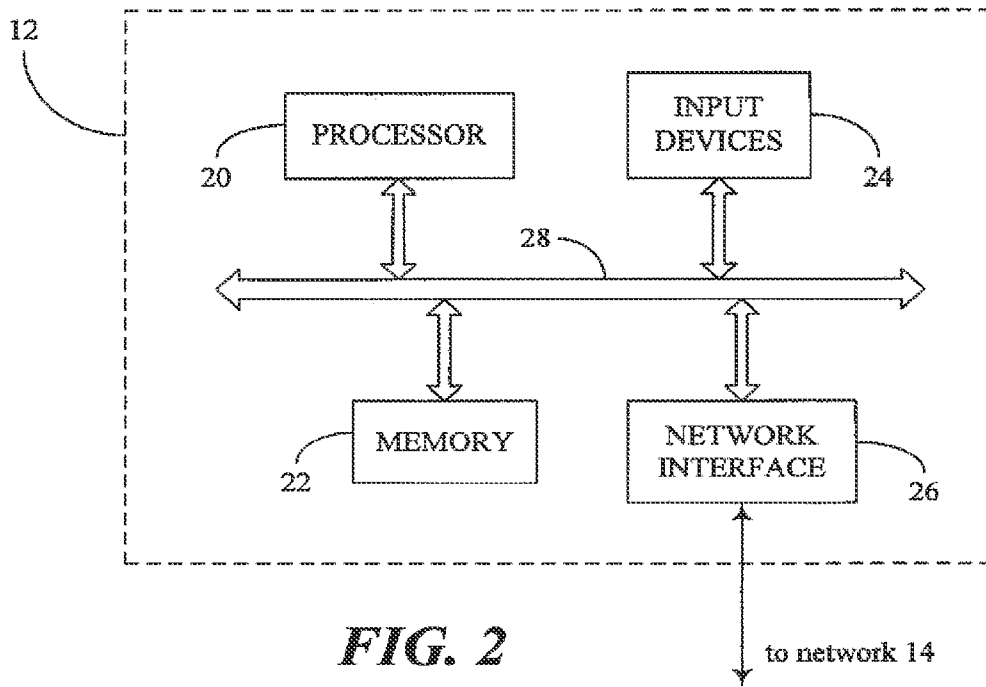 12
PROCESSOR
20
INPUT
DEVICES
24
28
MEMORY
22
NETWORK
INTERFACE
26
FIG. 2
to network 14